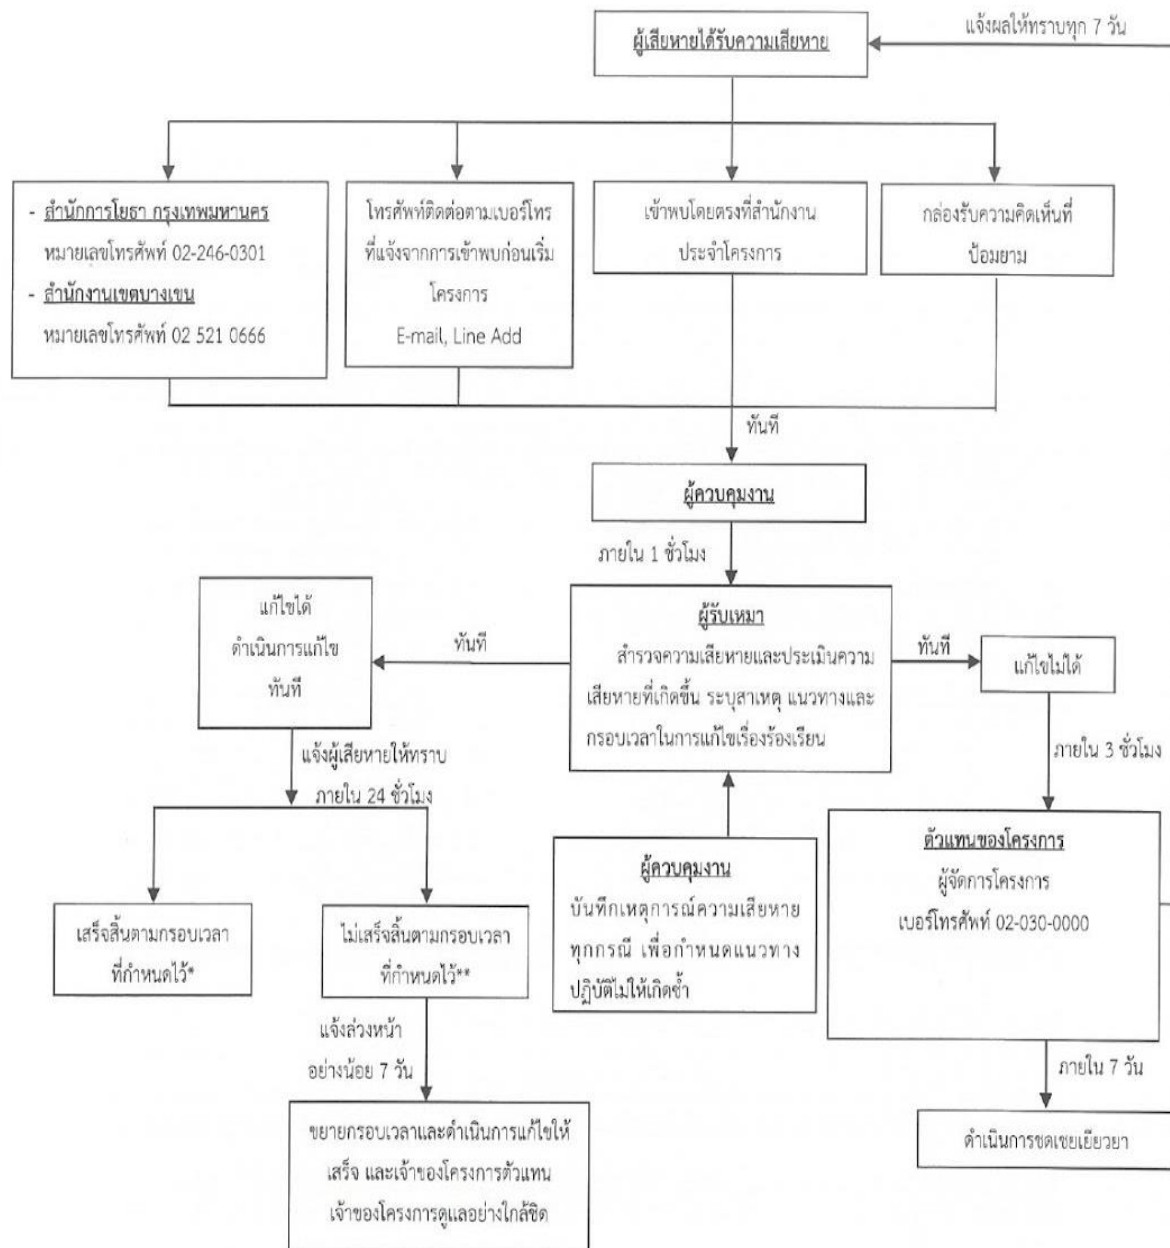 แจ้งผลให้ทราบทุก 7 วัน
ผู้เสียหายได้รับความเสียหาย
- สำนักการโยธา กรุงเทพมหานคร
หมายเลขโทรศัพท์ 02-246-0301
- สำนักงานเขตบางเขน
หมายเลขโทรศัพท์ 02 521 0666
โทรศัพท์ติดต่อตามเบอร์โทร
ที่แจ้งจากการเข้าพบก่อนเริ่ม
โครงการ
E-mail, Line Add
เข้าพบโดยตรงที่สำนักงาน
ประจำโครงการ
กล่องรับความคิดเห็นที่
ป้อมยาม
ทันที
ผู้ควบคุมงาน
ภายใน 1 ชั่วโมง
แก้ไขได้
ดำเนินการแก้ไข
ทันที
ทันที
ผู้รับเหมา
สำรวจความเสียหายและประเมินความ
เสียหายที่เกิดขึ้น ระบุสาเหตุ แนวทางและ
กรอบเวลาในการแก้ไขเรื่องร้องเรียน
ทันที
แก้ไขไม่ได้
แจ้งผู้เสียหายให้ทราบ
ภายใน 24 ชั่วโมง
ภายใน 3 ชั่วโมง
เสร็จสิ้นตามกรอบเวลา
ที่กำหนดไว้*
ไม่เสร็จสิ้นตามกรอบเวลา
ที่กำหนดไว้**
ผู้ควบคุมงาน
บันทึกเหตุการณ์ความเสียหาย
ทุกกรณี เพื่อกำหนดแนวทาง
ปฏิบัติไม่ให้เกิดซ้ำ
ตัวแทนของโครงการ
ผู้จัดการโครงการ
เบอร์โทรศัพท์ 02-030-0000
แจ้งล่วงหน้า
อย่างน้อย 7 วัน
ภายใน 7 วัน
ขยายกรอบเวลาและดำเนินการแก้ไขให้
เสร็จ และเจ้าของโครงการตัวแทน
เจ้าของโครงการดูแลอย่างใกล้ชิด
ดำเนินการชดเชยเยียวยา